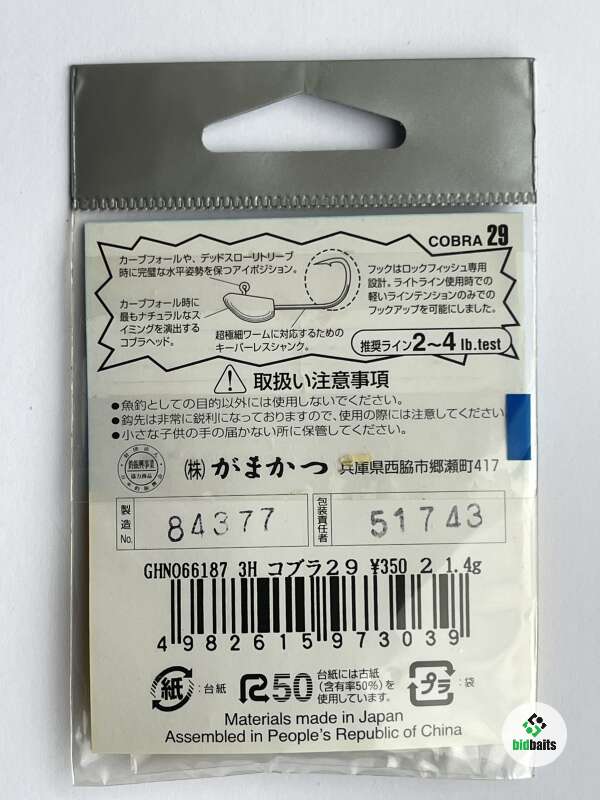 COBRA 29
カーブフォールや、デッドスローリトリーブ
時に完璧な水平姿勢を保つアイポジション。
フックはロックフィッシュ専用
設計。ライトライン使用時での
軽いラインテンションのみでの
フックアップを可能にしました。
カーブフォール時に
最もナチュラルなス
イミングを演出する
コブラヘッド。
超極細ワームに対応するための
キーパーレスシャンク。
推奨ライン2〜4 lb.test
取扱い注意事項
●魚釣としての目的以外には使用しないでください。
●鈎先は非常に鋭利になっておりますので、使用の際には注意してください。
●小さな子供の手の届かない所に保管してください。
釣振興事業
協力商品
(株) がまかつ 兵庫県西脇市郷瀬町417
製造No. 84377
包装責任者 51743
GHN066187 3H コブラ29 ¥350 2 1.4g
4982615973039
紙 :台紙
R50
台紙には古紙
(含有率50%)を
使用しています。
プラ :袋
Materials made in Japan
Assembled in People's Republic of China
bidbaits